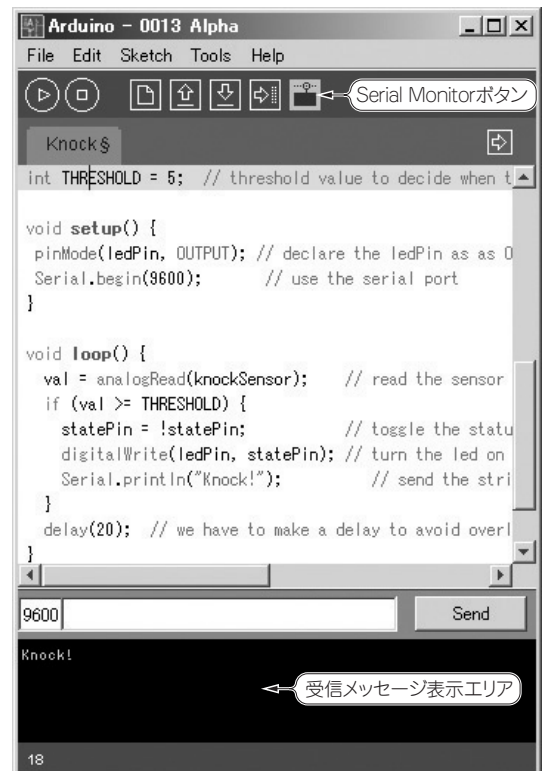 Arduino – 0013 Alpha
File Edit Sketch Tools Help
Serial Monitorボタン
Knock§
int THRESHOLD = 5; // threshold value to decide when t
void setup() {
pinMode(ledPin, OUTPUT); // declare the ledPin as as O
Serial.begin(9600); // use the serial port
}
void loop() {
val = analogRead(knockSensor); // read the sensor
if (val >= THRESHOLD) {
statePin = !statePin; // toggle the statu
digitalWrite(ledPin, statePin); // turn the led on
Serial.println("Knock!"); // send the stri
}
delay(20); // we have to make a delay to avoid overl
}
9600 Send
Knock!
受信メッセージ表示エリア
18